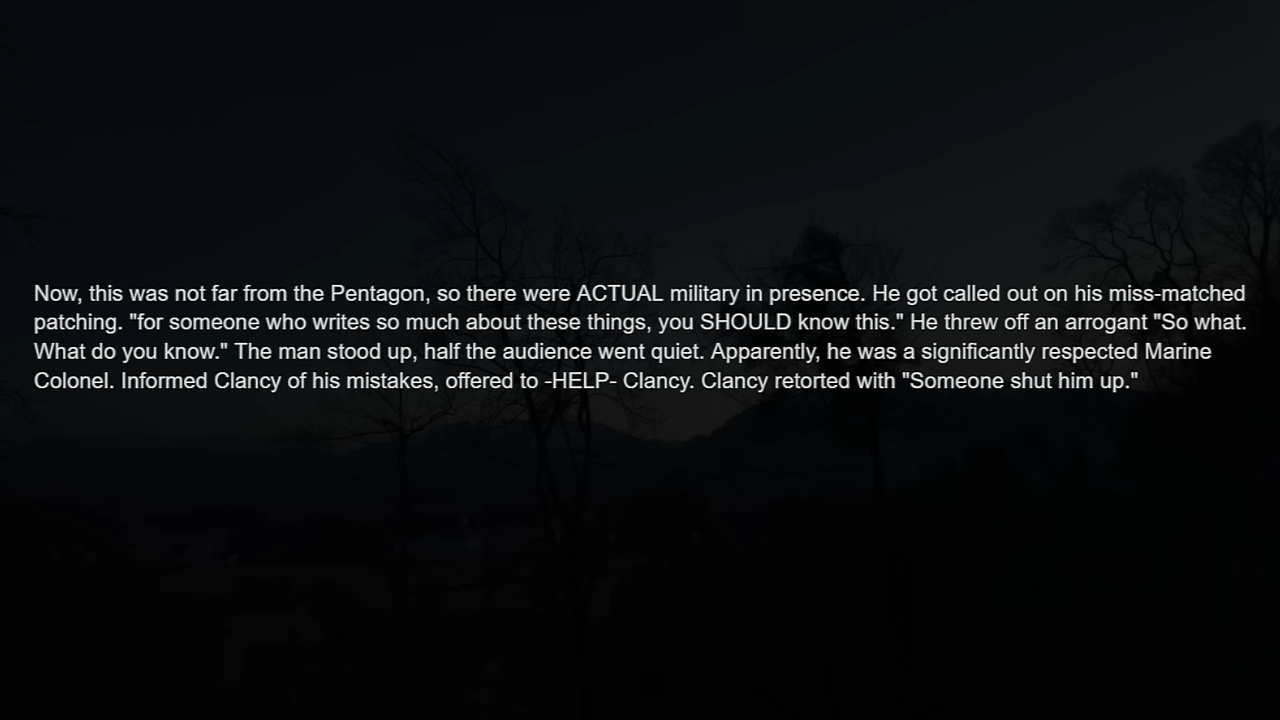 Now, this was not far from the Pentagon, so there were ACTUAL military in presence. He got called out on his miss-matched
patching. "for someone who writes so much about these things, you SHOULD know this." He threw off an arrogant "So what.
What do you know." The man stood up, half the audience went quiet. Apparently, he was a significantly respected Marine
Colonel. Informed Clancy of his mistakes, offered to -HELP- Clancy. Clancy retorted with "Someone shut him up."